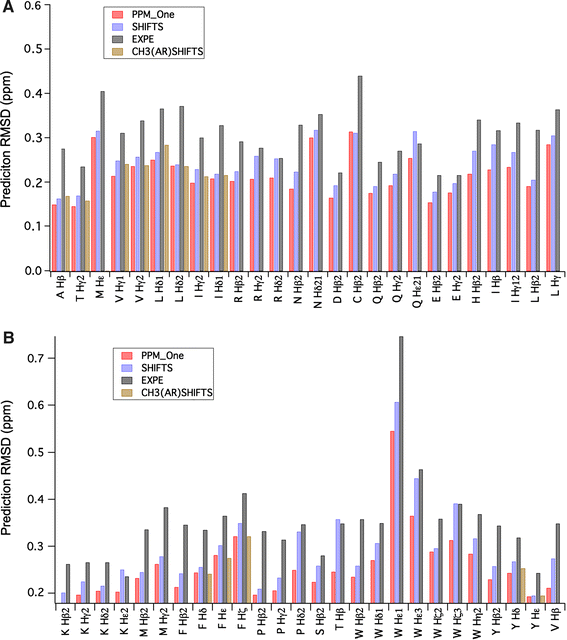 A
0.6
0.5
0.4
0.3
0.2
0.1
0.0
Prediction RMSD (ppm)
PPM_One
SHIFTS
EXPE
CH3(AR)SHIFTS
A Hβ
T Hγ2
M Hε
V Hγ1
V Hγ2
L Hδ1
L Hδ2
I Hγ2
I Hδ1
R Hβ2
R Hγ2
R Hδ2
N Hβ2
N Hδ21
D Hβ2
C Hβ2
Q Hβ2
Q Hγ2
Q Hε21
E Hβ2
E Hγ2
H Hβ2
I Hβ
I Hγ12
L Hβ2
L Hγ
B
0.7
0.6
0.5
0.4
0.3
0.2
Prediction RMSD (ppm)
PPM_One
SHIFTS
EXPE
CH3(AR)SHIFTS
K Hβ2
K Hγ2
K Hδ2
K Hε2
M Hβ2
M Hγ2
F Hβ2
F Hδ
F Hε
F Hζ
P Hβ2
P Hγ2
P Hδ2
S Hβ2
T Hβ
W Hβ2
W Hδ1
W Hε1
W Hε3
W Hζ2
W Hζ3
W Hη2
Y Hβ2
Y Hδ
Y Hε
V Hβ